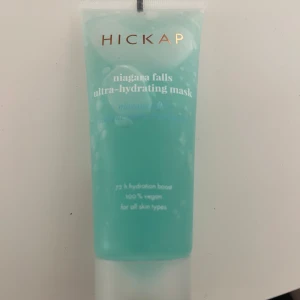 HICKAP
niagara falls
ultra-hydrating mask
72 h hydration boost
100 % vegan
for all skin types